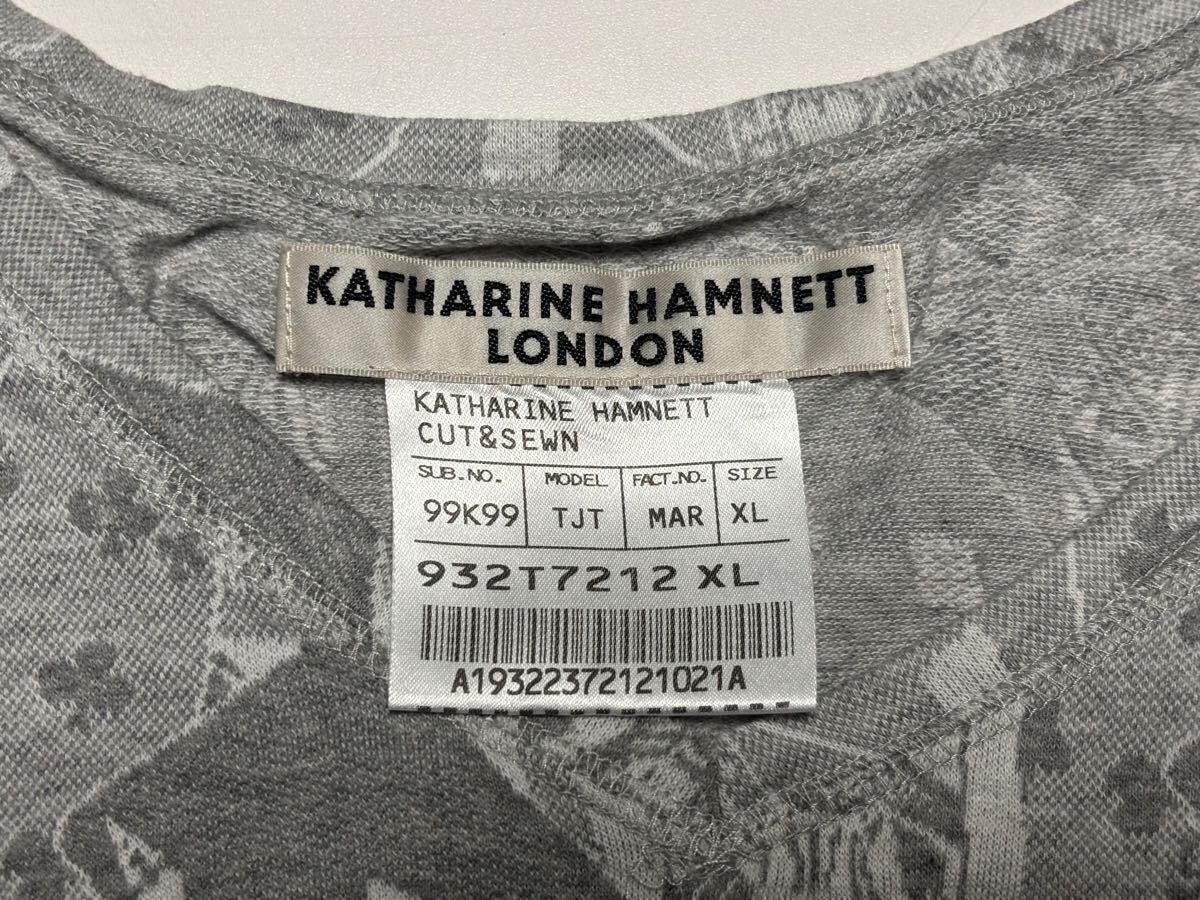 KATHARINE HAMNETT
LONDON
KATHARINE HAMNETT
CUT&SEWN
SUB.NO. MODEL FACT.NO. SIZE
99K99 TJT MAR XL
932T7212 XL
A19322372121021A